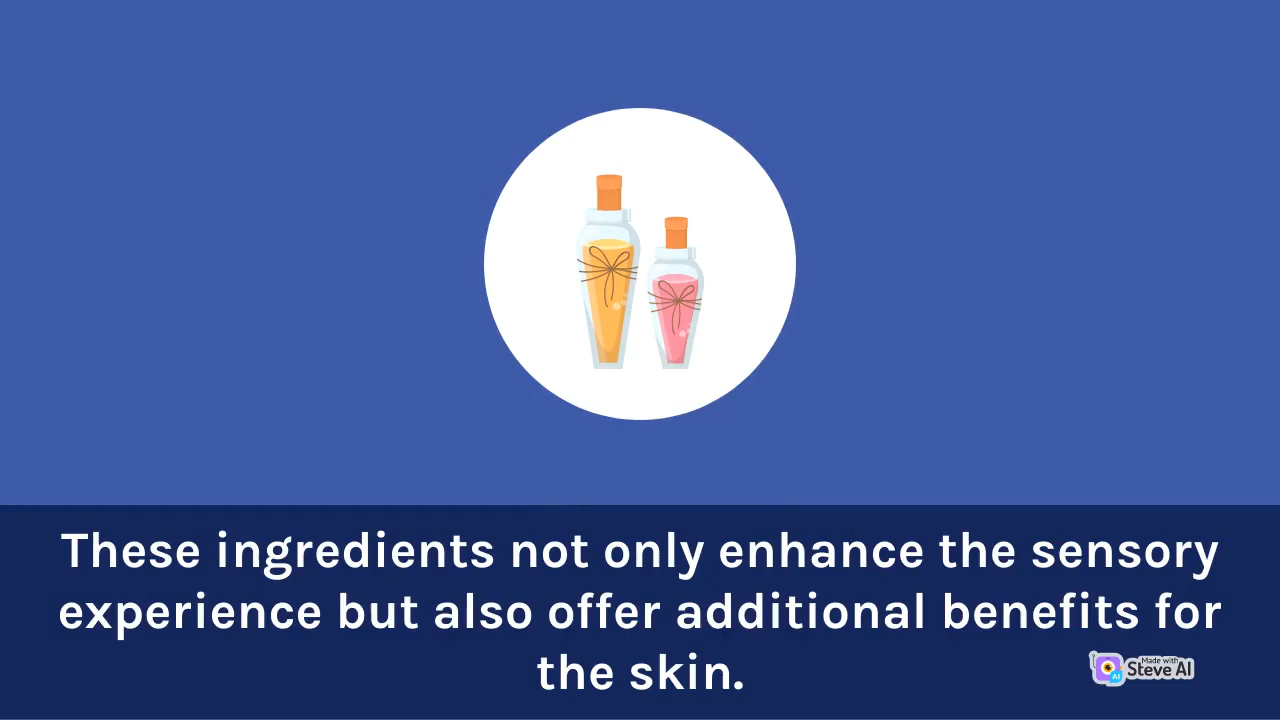 These ingredients not only enhance the sensory
experience but also offer additional benefits for
the skin.
Made with
Steve AI
AI